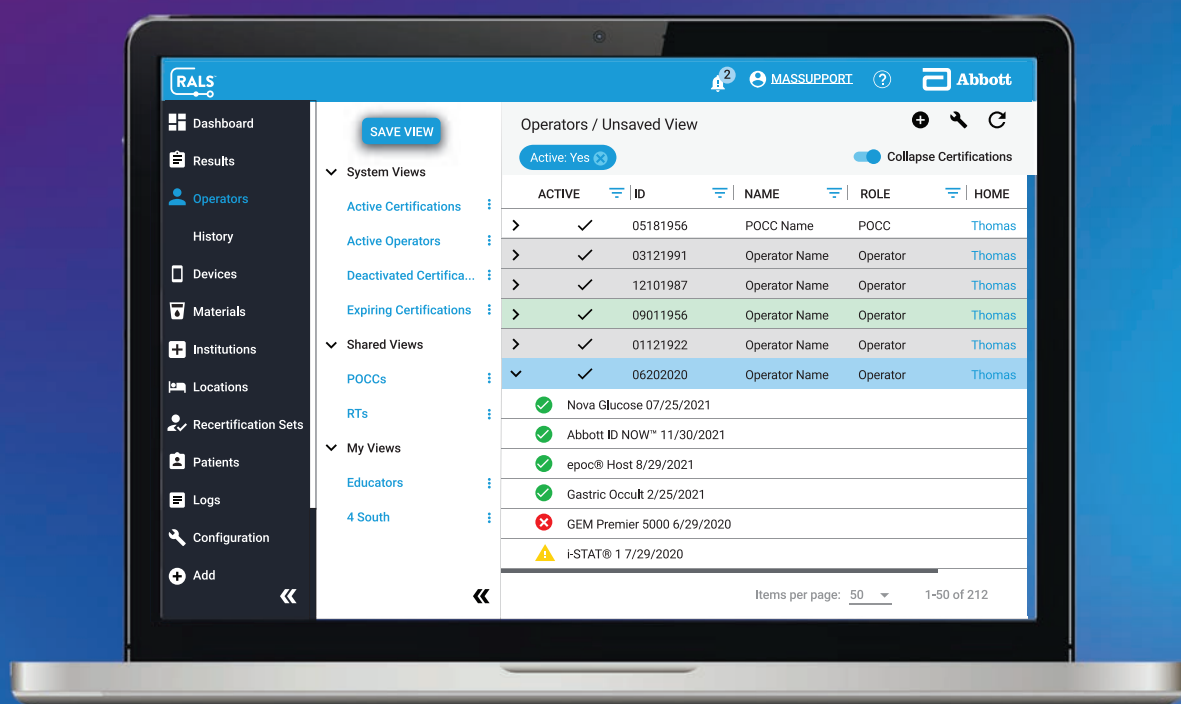 RALS
2
MASSUPPORT
?
Abbott
Dashboard
Results
Operators
History
Devices
Materials
Institutions
Locations
Recertification Sets
Patients
Logs
Configuration
Add
SAVE VIEW
System Views
Active Certifications
Active Operators
Deactivated Certifica...
Expiring Certifications
Shared Views
POCCs
RTs
My Views
Educators
4 South
Operators / Unsaved View
Active: Yes
Collapse Certifications
ACTIVE ID NAME ROLE HOME
05181956 POCC Name POCC Thomas
03121991 Operator Name Operator Thomas
12101987 Operator Name Operator Thomas
09011956 Operator Name Operator Thomas
01121922 Operator Name Operator Thomas
06202020 Operator Name Operator Thomas
Nova Glucose 07/25/2021
Abbott ID NOW™ 11/30/2021
epoc® Host 8/29/2021
Gastric Occult 2/25/2021
GEM Premier 5000 6/29/2020
i-STAT® 1 7/29/2020
Items per page: 50 1-50 of 212